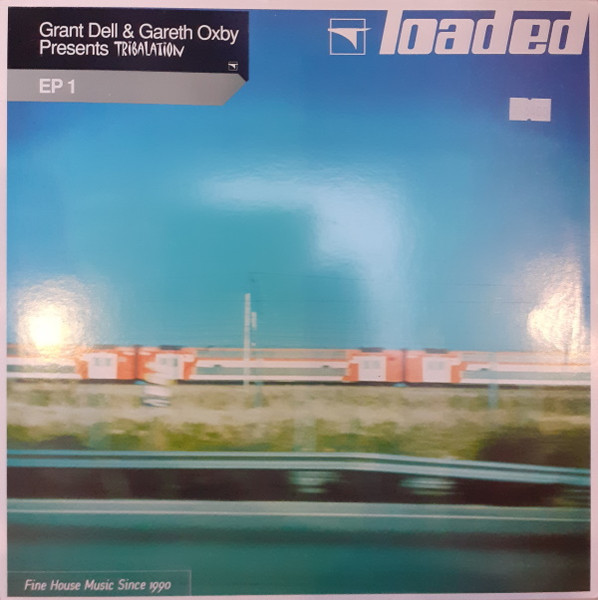 Grant Dell & Gareth Oxby
Presents TRIBALATION
EP 1
loaded
Fine House Music Since 1990